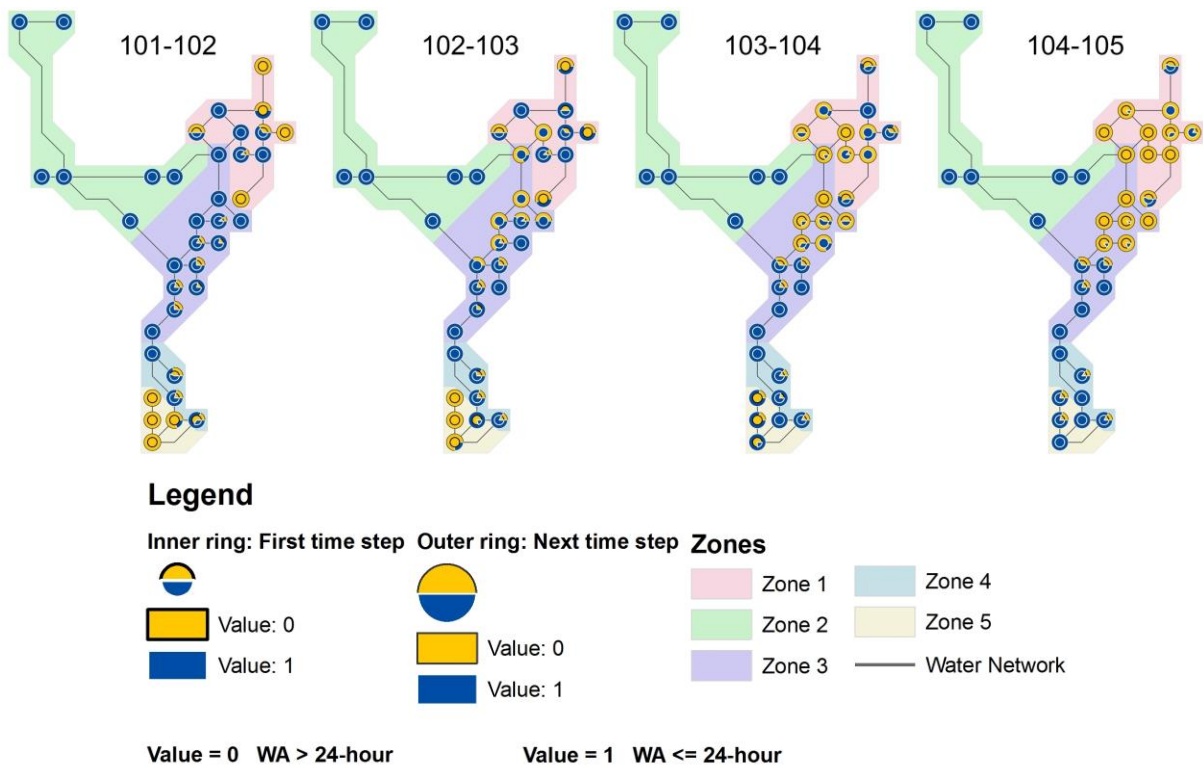 101-102 102-103 103-104 104-105
Legend
Inner ring: First time step Outer ring: Next time step Zones
Value: 0
Value: 1
Value: 0
Value: 1
Zone 1
Zone 2
Zone 3
Zone 4
Zone 5
Water Network
Value = 0 WA > 24-hour Value = 1 WA <= 24-hour